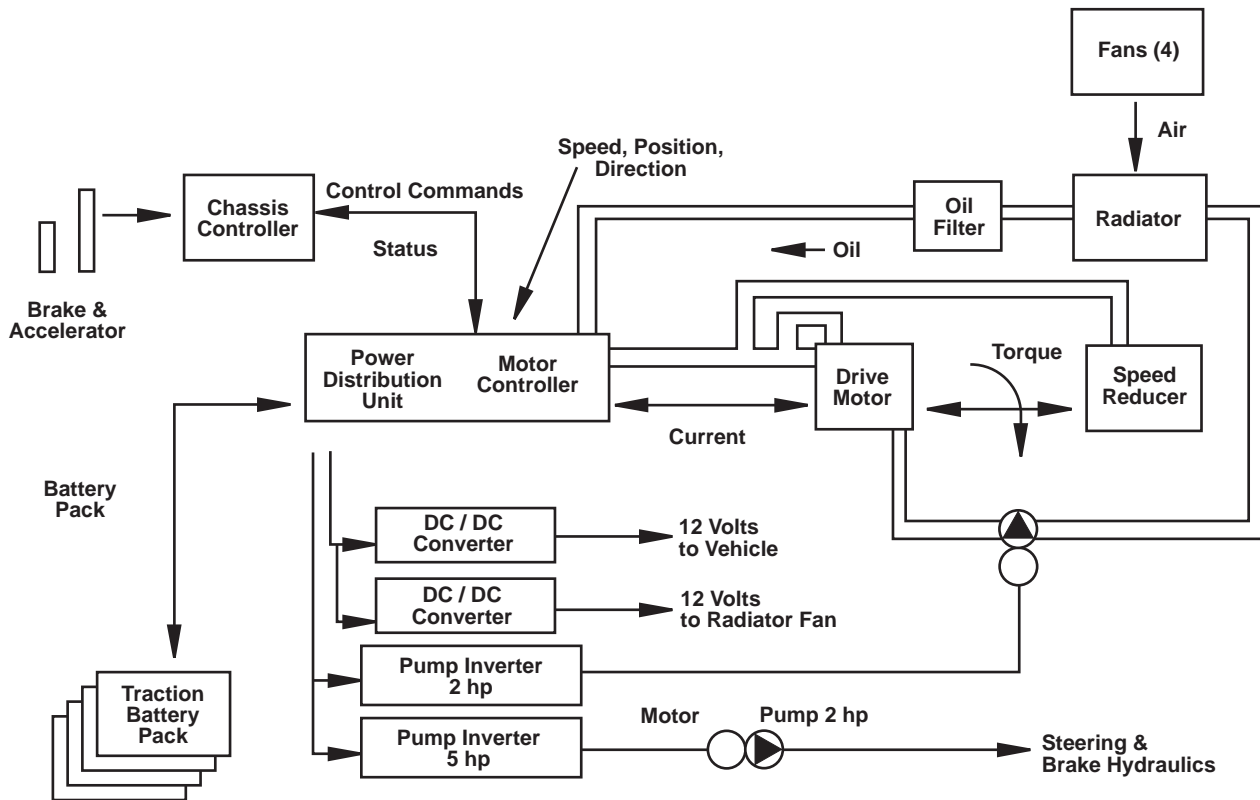 Fans (4)
Air
Speed, Position,
Direction
Control Commands
Chassis
Controller
Status
Oil
Filter
Radiator
Oil
Brake &
Accelerator
Power
Distribution
Unit
Motor
Controller
Drive
Motor
Torque
Speed
Reducer
Current
Battery
Pack
DC / DC
Converter
12 Volts
to Vehicle
DC / DC
Converter
12 Volts
to Radiator Fan
Pump Inverter
2 hp
Traction
Battery
Pack
Pump Inverter
5 hp
Motor
Pump 2 hp
Steering &
Brake Hydraulics